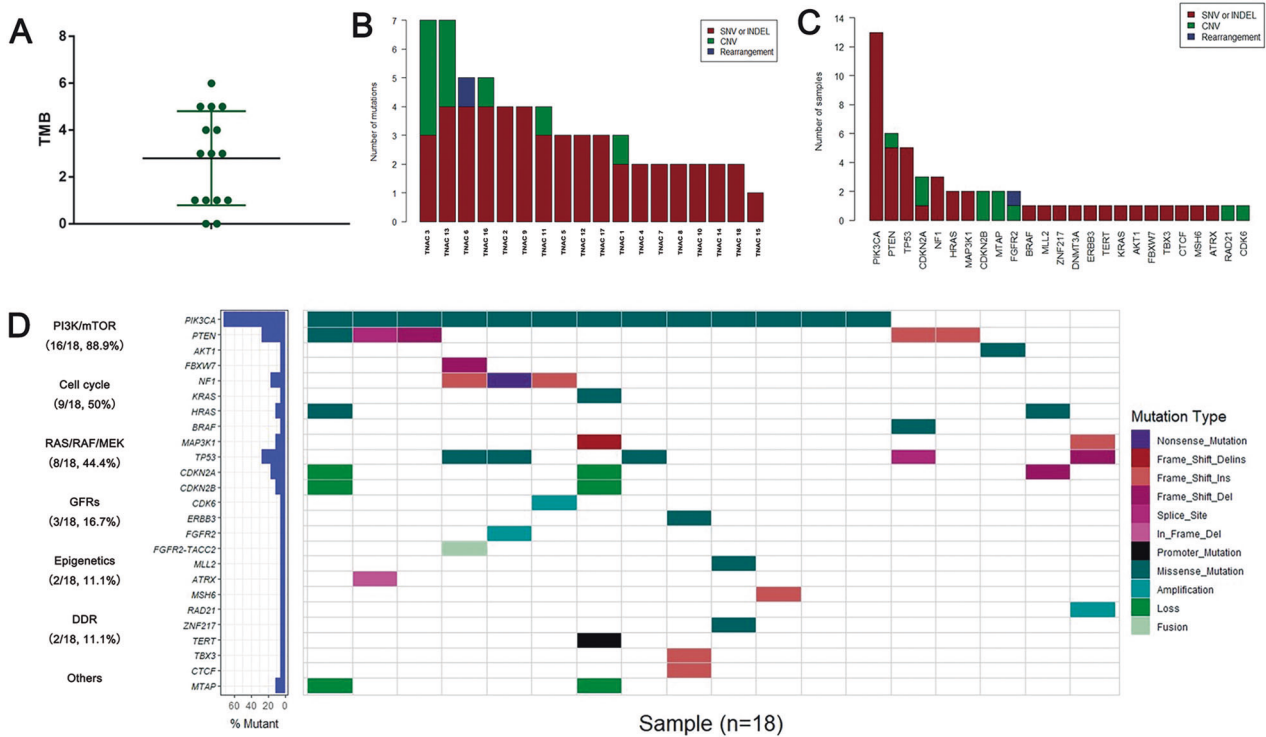 A
TMB
8
6
4
2
0
B
Number of mutations
7
6
5
4
3
2
1
0
SNV or INDEL
CNV
Rearrangement
TNAC 3
TNAC 13
TNAC 6
TNAC 16
TNAC 2
TNAC 9
TNAC 11
TNAC 5
TNAC 12
TNAC 17
TNAC 1
TNAC 4
TNAC 7
TNAC 8
TNAC 10
TNAC 14
TNAC 18
TNAC 15
C
Number of samples
14
12
10
8
6
4
2
0
SNV or INDEL
CNV
Rearrangement
PIK3CA
PTEN
TP53
CDKN2A
NF1
HRAS
MAP3K1
CDKN2B
MTAP
FGFR2
BRAF
MLL2
ZNF217
DNMT3A
ERBB3
TERT
KRAS
AKT1
FBXW7
TBX3
CTCF
MSH6
ATRX
RAD21
CDK6
D
PI3K/mTOR
(16/18, 88.9%)
Cell cycle
(9/18, 50%)
RAS/RAF/MEK
(8/18, 44.4%)
GFRs
(3/18, 16.7%)
Epigenetics
(2/18, 11.1%)
DDR
(2/18, 11.1%)
Others
PIK3CA
PTEN
AKT1
FBXW7
NF1
KRAS
HRAS
BRAF
MAP3K1
TP53
CDKN2A
CDKN2B
CDK6
ERBB3
FGFR2
FGFR2-TACC2
MLL2
ATRX
MSH6
RAD21
ZNF217
TERT
TBX3
CTCF
MTAP
60 40 20 0
% Mutant
Sample (n=18)
Mutation Type
Nonsense_Mutation
Frame_Shift_Delins
Frame_Shift_Ins
Frame_Shift_Del
Splice_Site
In_Frame_Del
Promoter_Mutation
Missense_Mutation
Amplification
Loss
Fusion